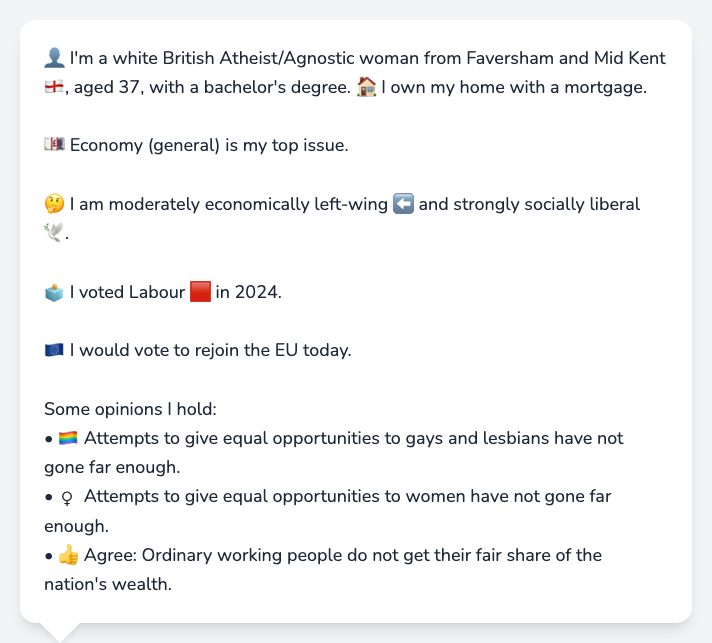 👤 I'm a white British Atheist/Agnostic woman from Faversham and Mid Kent
🏴󠁧󠁢󠁥󠁮󠁧󠁿, aged 37, with a bachelor's degree. 🏠 I own my home with a mortgage.
💷 Economy (general) is my top issue.
🤔 I am moderately economically left-wing ⬅️ and strongly socially liberal
🕊️.
🗳️ I voted Labour 🟥 in 2024.
🇪🇺 I would vote to rejoin the EU today.
Some opinions I hold:
• 🏳️‍🌈 Attempts to give equal opportunities to gays and lesbians have not
gone far enough.
• ♀ Attempts to give equal opportunities to women have not gone far
enough.
• 👍 Agree: Ordinary working people do not get their fair share of the
nation's wealth.